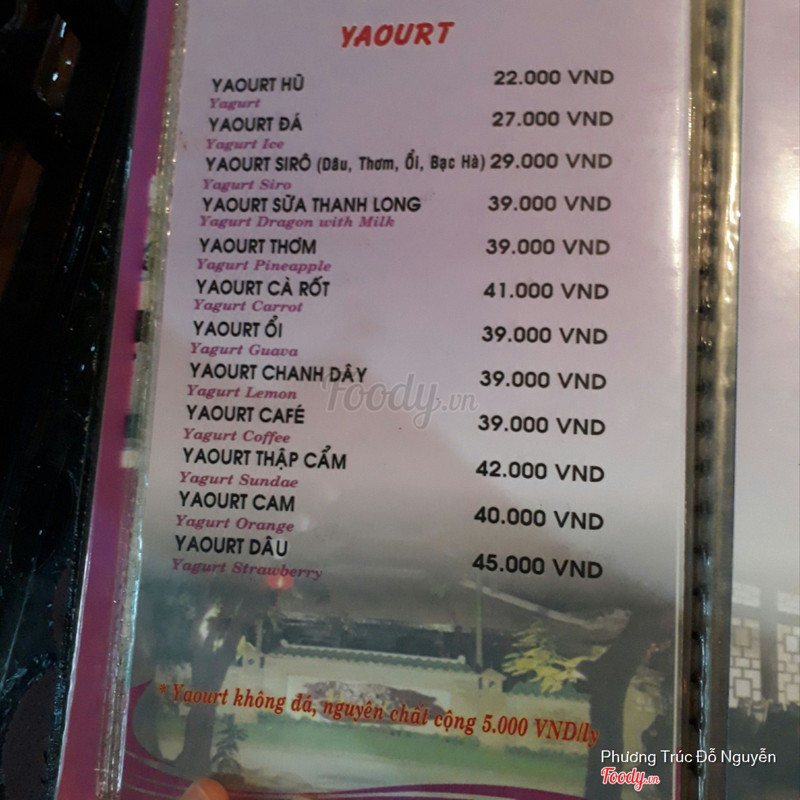 YAOURT
YAOURT HŨ 22.000 VND
Yagurt
YAOURT ĐÁ 27.000 VND
Yagurt Ice
YAOURT SIRÔ (Dâu, Thơm, Ổi, Bạc Hà) 29.000 VND
Yagurt Siro
YAOURT SỮA THANH LONG 39.000 VND
Yagurt Dragon with Milk
YAOURT THƠM 39.000 VND
Yagurt Pineapple
YAOURT CÀ RỐT 41.000 VND
Yagurt Carrot
YAOURT ỔI 39.000 VND
Yagurt Guava
YAOURT CHANH DÂY 39.000 VND
Yagurt Lemon
YAOURT CAFÉ 39.000 VND
Yagurt Coffee
YAOURT THẬP CẨM 42.000 VND
Yagurt Sundae
YAOURT CAM 40.000 VND
Yagurt Orange
YAOURT DÂU 45.000 VND
Yagurt Strawberry
* Yaourt không đá, nguyên chất cộng 5.000 VND/ly
Foody.vn
Phương Trúc Đỗ Nguyễn
Foody.vn